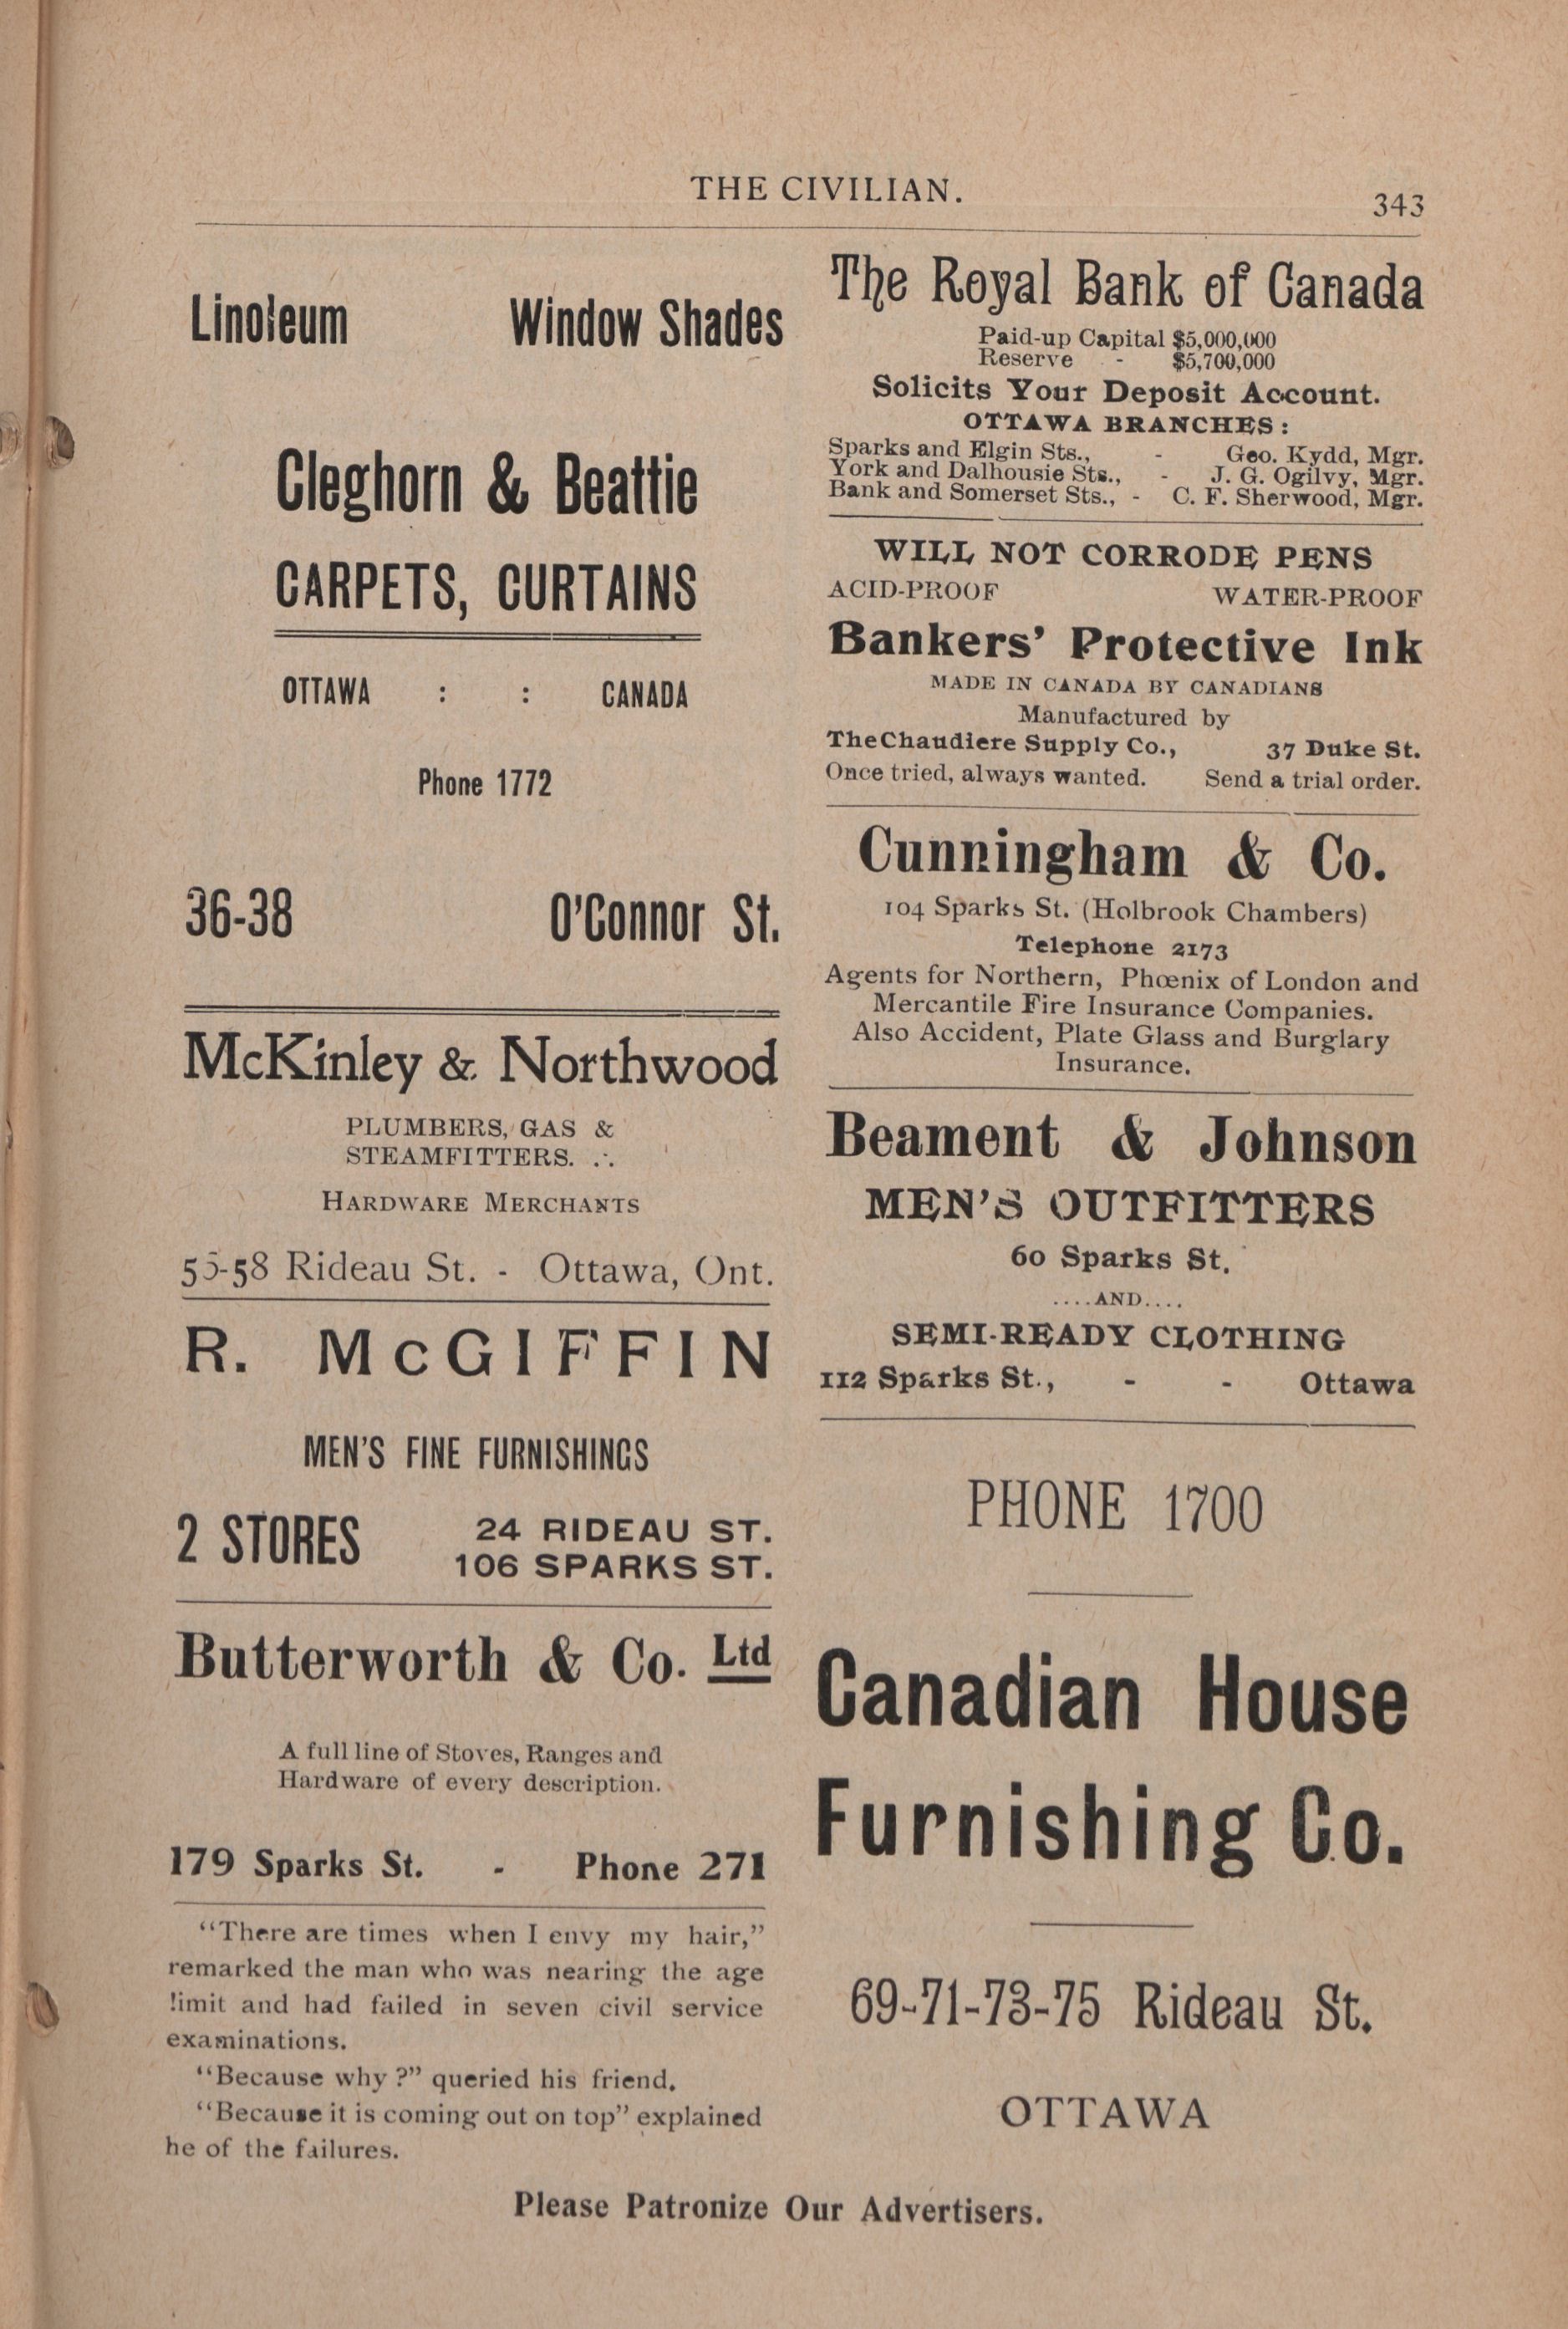 THE CIVILIAN.
343
Linoleum Window Shades
Cleghorn & Beattie
CARPETS, CURTAINS
OTTAWA : : CANADA
Phone 1772
36-38 O'Connor St.
McKinley & Northwood
PLUMBERS, GAS &
STEAMFITTERS. .·.
HARDWARE MERCHANTS
Rideau St. - Ottawa, Ont.
R. McGIFFIN
MEN'S FINE FURNISHINGS
2 STORES
24 RIDEAU ST.
106 SPARKS ST.
Butterworth & Co. Ltd
A full line of Stoves, Ranges and
Hardware of every description.
179 Sparks St. - Phone 271
"There are times when I envy my hair,"
remarked the man who was nearing the age
limit and had failed in seven civil service
examinations.
"Because why ?" queried his friend.
"Because it is coming out on top" explained
he of the failures.
The Royal Bank of Canada
Paid-up Capital $5,000,000
Reserve - $5,700,000
Solicits Your Deposit Account.
OTTAWA BRANCHES:
Sparks and Elgin Sts., - Geo. Kydd, Mgr.
York and Dalhousie Sts., - J. G. Ogilvy, Mgr.
Bank and Somerset Sts., - C. F. Sherwood, Mgr.
WILL NOT CORRODE PENS
ACID-PROOF WATER-PROOF
Bankers' Protective Ink
MADE IN CANADA BY CANADIANS
Manufactured by
The Chaudiere Supply Co., 37 Duke St.
Once tried, always wanted. Send a trial order.
Cunningham & Co.
104 Sparks St. (Holbrook Chambers)
Telephone 2173
Agents for Northern, Phœnix of London and
Mercantile Fire Insurance Companies.
Also Accident, Plate Glass and Burglary
Insurance.
Beament & Johnson
MEN'S OUTFITTERS
60 Sparks St.
....AND....
SEMI-READY CLOTHING
112 Sparks St., - - Ottawa
PHONE 1700
Canadian House
Furnishing Co.
69-71-73-75 Rideau St.
OTTAWA
Please Patronize Our Advertisers.